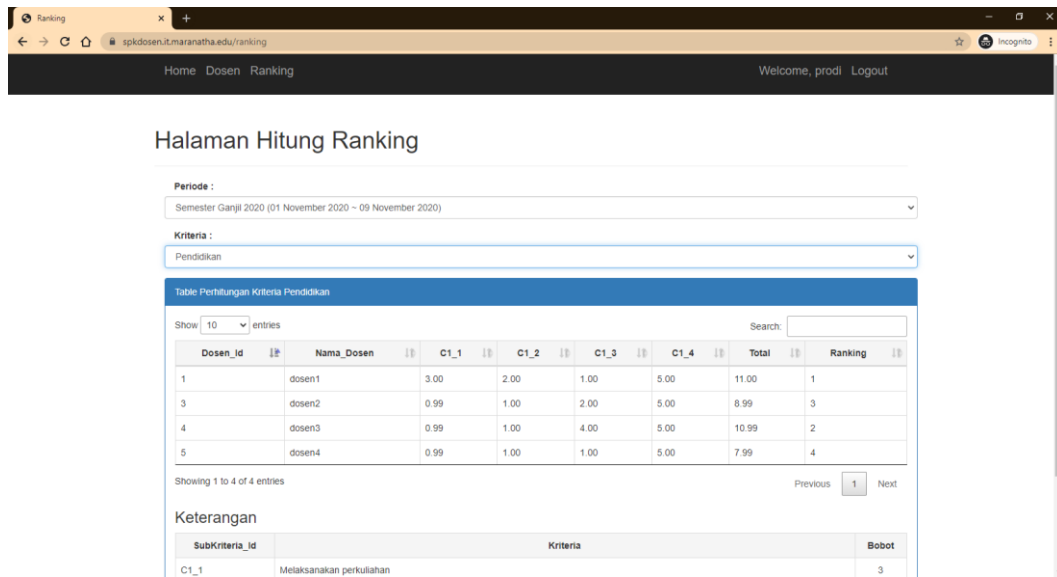 Ranking
spkdosen.it.maranatha.edu/ranking
Incognito
Home Dosen Ranking Welcome, prodi Logout
Halaman Hitung Ranking
Periode :
Semester Ganjil 2020 (01 November 2020 ~ 09 November 2020)
Kriteria :
Pendidikan
Table Perhitungan Kriteria Pendidikan
Show 10 entries Search:
Dosen_Id Nama_Dosen C1_1 C1_2 C1_3 C1_4 Total Ranking
1 dosen1 3.00 2.00 1.00 5.00 11.00 1
3 dosen2 0.99 1.00 2.00 5.00 8.99 3
4 dosen3 0.99 1.00 4.00 5.00 10.99 2
5 dosen4 0.99 1.00 1.00 5.00 7.99 4
Showing 1 to 4 of 4 entries Previous 1 Next
Keterangan
SubKriteria_Id Kriteria Bobot
C1_1 Melaksanakan perkuliahan 3